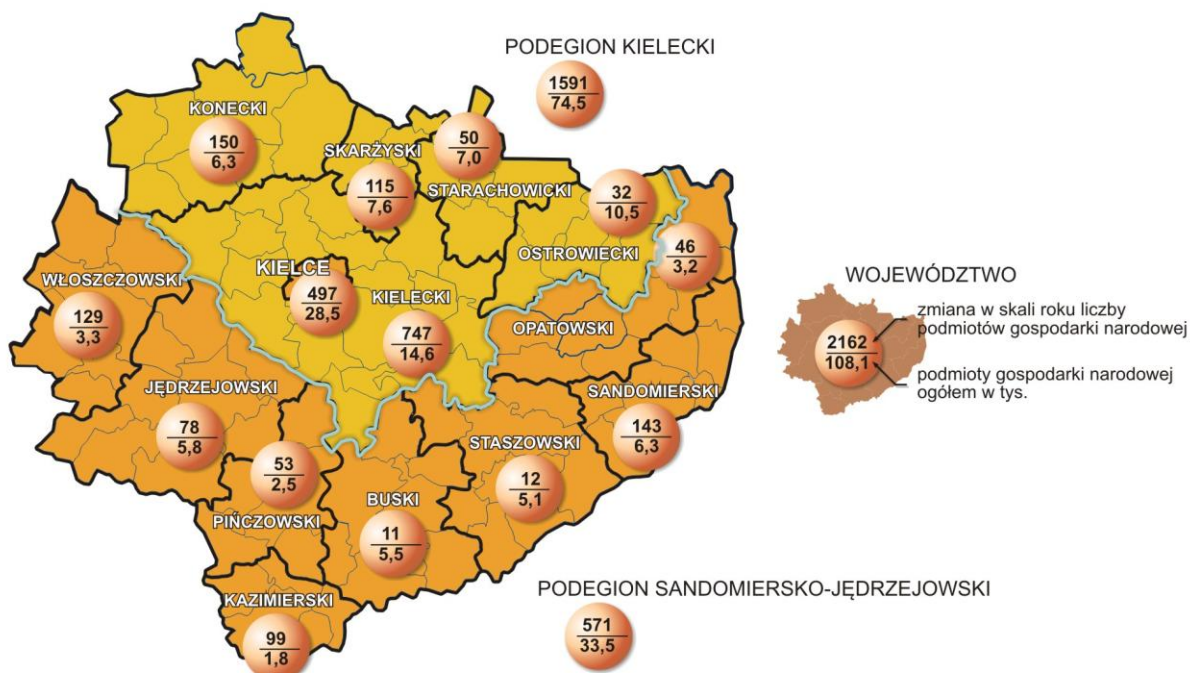 PODEGION KIELECKI
1591
74,5
KONECKI
150
6,3
SKARŻYSKI
115
7,6
50
7,0
STARACHOWICKI
32
10,5
OSTROWIECKI
46
3,2
OPATOWSKI
WŁOSZCZOWSKI
129
3,3
KIELCE
497
28,5
KIELECKI
747
14,6
WOJEWÓDZTWO
2162
108,1
zmiana w skali roku liczby
podmiotów gospodarki narodowej
podmioty gospodarki narodowej
ogółem w tys.
JĘDRZEJOWSKI
78
5,8
SANDOMIERSKI
143
6,3
STASZOWSKI
12
5,1
53
2,5
PIŃCZOWSKI
BUSKI
11
5,5
KAZIMIERSKI
99
1,8
PODEGION SANDOMIERSKO-JĘDRZEJOWSKI
571
33,5